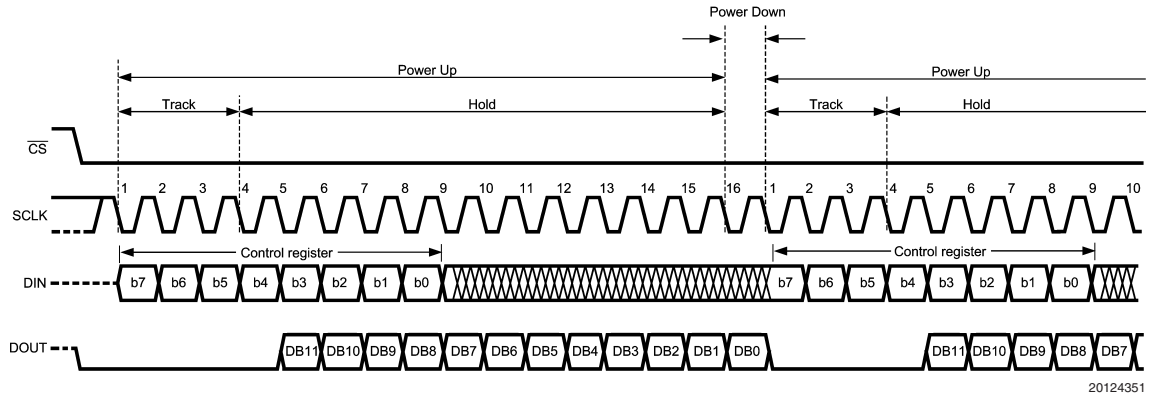 Power Down
Power Up
Power Up
Track
Hold
Track
Hold
CS
1 2 3 4 5 6 7 8 9 10 11 12 13 14 15 16 1 2 3 4 5 6 7 8 9 10
SCLK
Control register
Control register
DIN
b7 b6 b5 b4 b3 b2 b1 b0 b7 b6 b5 b4 b3 b2 b1 b0
DOUT
DB11 DB10 DB9 DB8 DB7 DB6 DB5 DB4 DB3 DB2 DB1 DB0 DB11 DB10 DB9 DB8 DB7
20124351